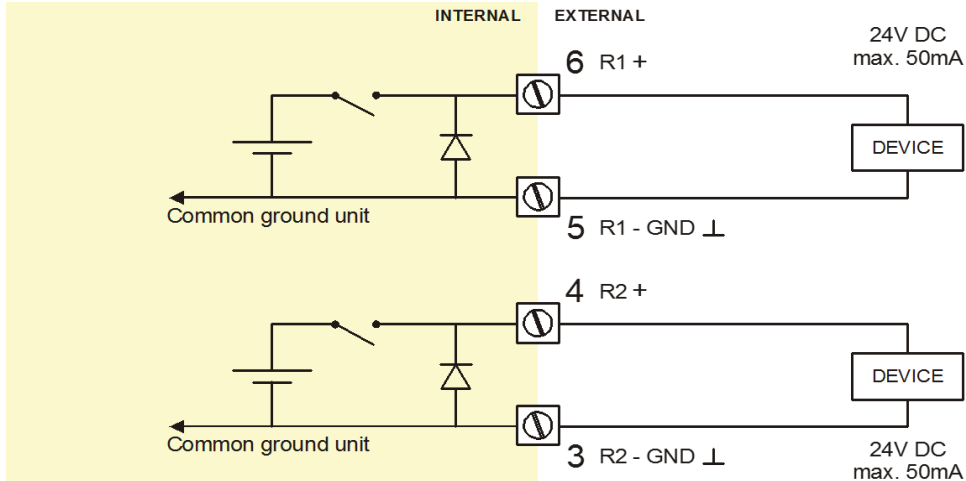 INTERNAL EXTERNAL
24V DC
max. 50mA
6 R1 +
DEVICE
Common ground unit
5 R1 - GND ⊥
4 R2 +
DEVICE
Common ground unit
3 R2 - GND ⊥
24V DC
max. 50mA